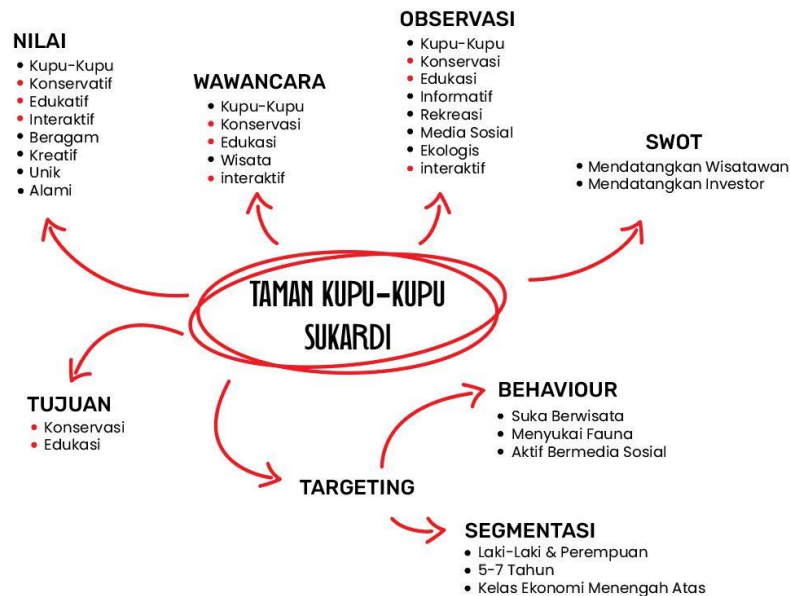 NILAI
• Kupu-Kupu
• Konservatif
• Edukatif
• Interaktif
• Beragam
• Kreatif
• Unik
• Alami
WAWANCARA
• Kupu-Kupu
• Konservasi
• Edukasi
• Wisata
• interaktif
OBSERVASI
• Kupu-Kupu
• Konservasi
• Edukasi
• Informatif
• Rekreasi
• Media Sosial
• Ekologis
• interaktif
SWOT
• Mendatangkan Wisatawan
• Mendatangkan Investor
TAMAN KUPU-KUPU
SUKARDI
TUJUAN
• Konservasi
• Edukasi
TARGETING
BEHAVIOUR
• Suka Berwisata
• Menyukai Fauna
• Aktif Bermedia Sosial
SEGMENTASI
• Laki-Laki & Perempuan
• 5-7 Tahun
• Kelas Ekonomi Menengah Atas